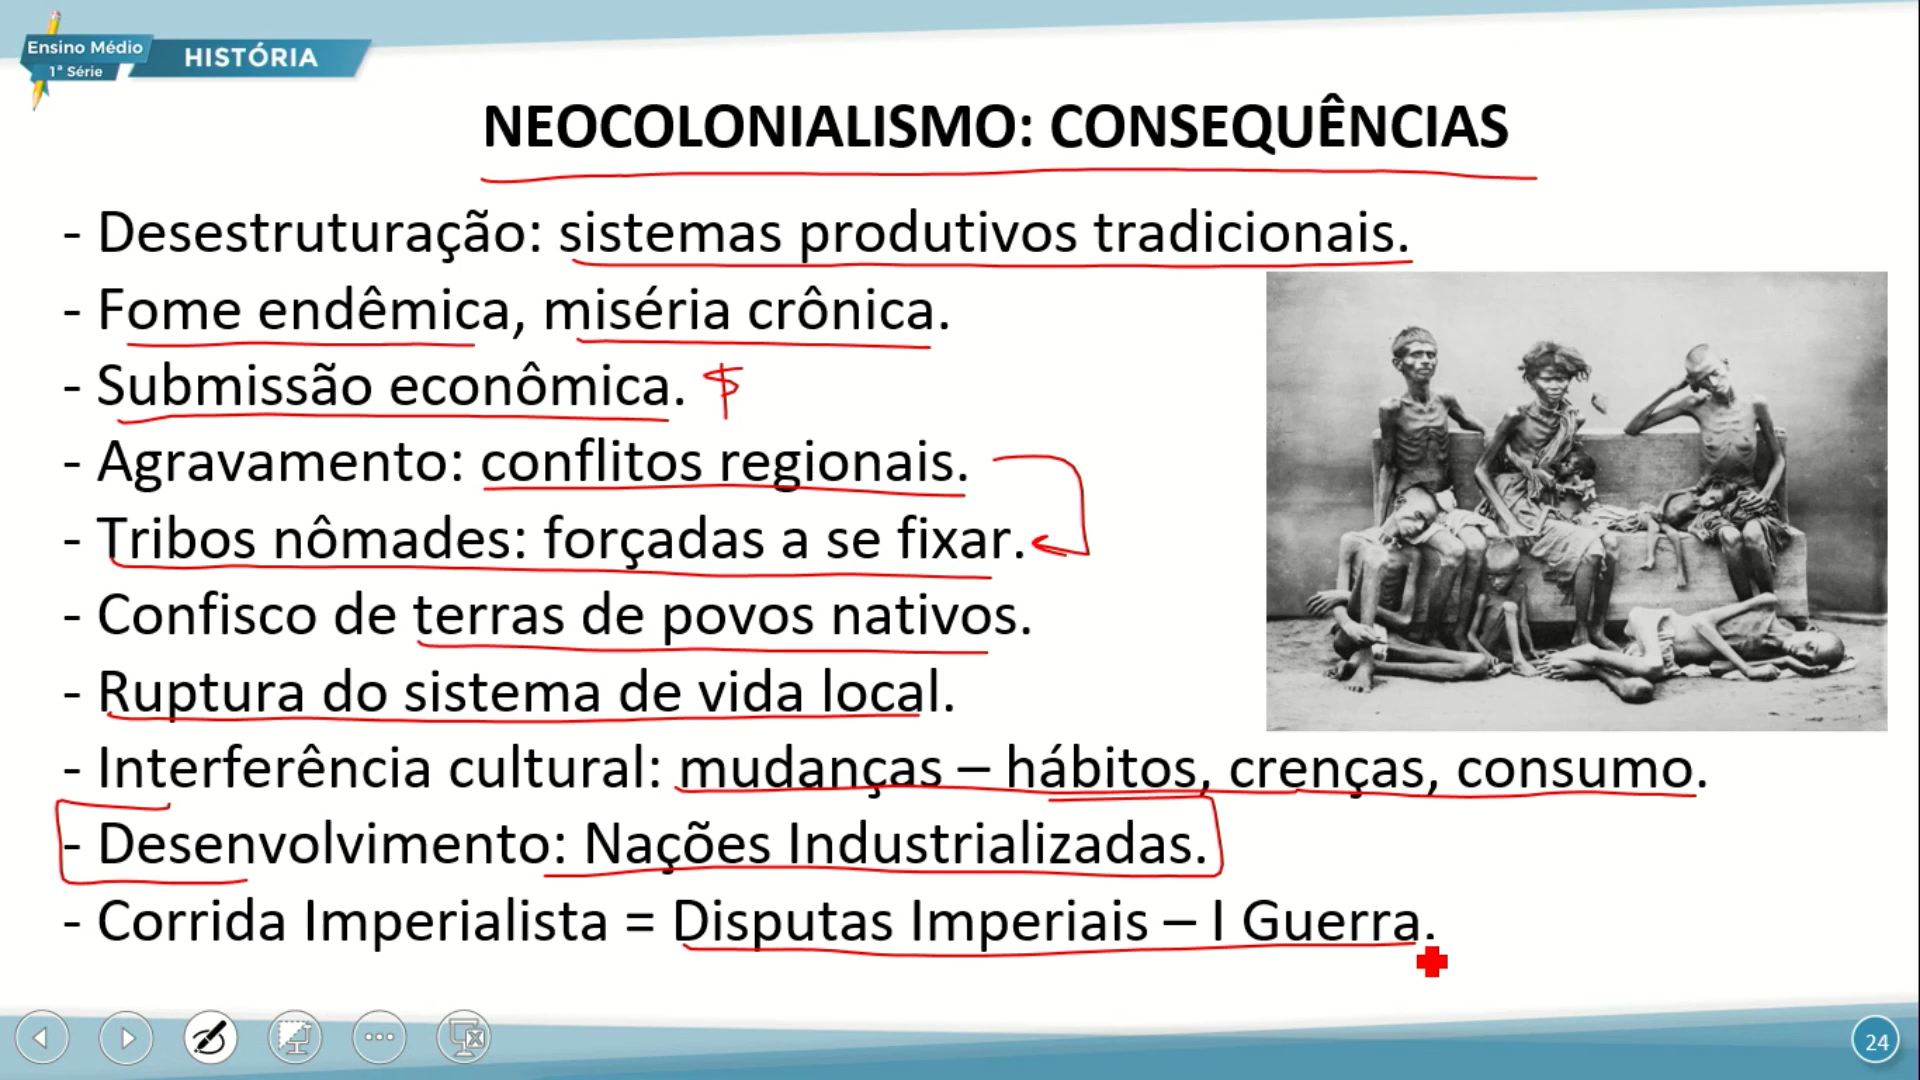 Ensino Médio
1ª Série
HISTÓRIA
NEOCOLONIALISMO: CONSEQUÊNCIAS
- Desestruturação: sistemas produtivos tradicionais.
- Fome endêmica, miséria crônica.
- Submissão econômica. $
- Agravamento: conflitos regionais.
- Tribos nômades: forçadas a se fixar.
- Confisco de terras de povos nativos.
- Ruptura do sistema de vida local.
- Interferência cultural: mudanças – hábitos, crenças, consumo.
- Desenvolvimento: Nações Industrializadas.
- Corrida Imperialista = Disputas Imperiais – I Guerra.
24